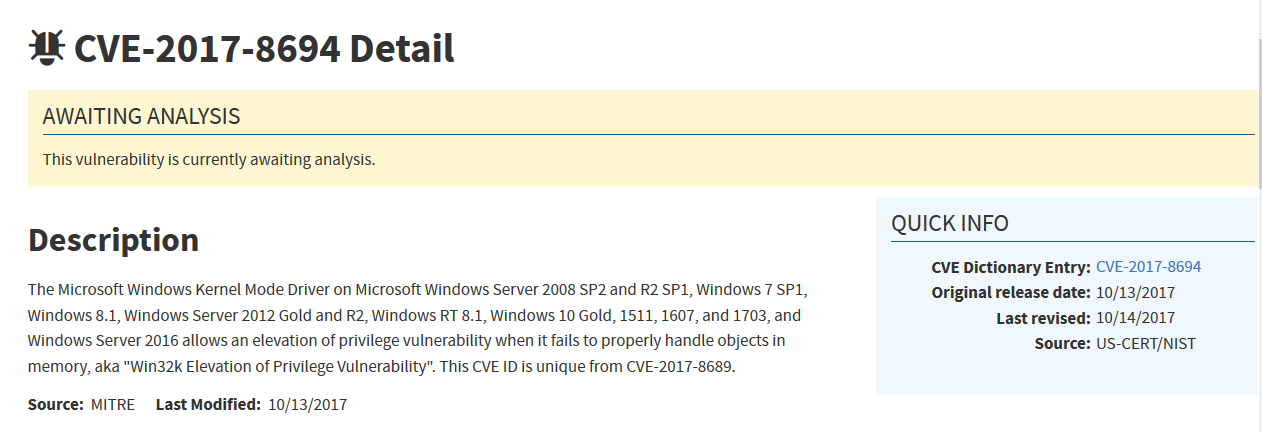 CVE-2017-8694 Detail
AWAITING ANALYSIS
This vulnerability is currently awaiting analysis.
Description
The Microsoft Windows Kernel Mode Driver on Microsoft Windows Server 2008 SP2 and R2 SP1, Windows 7 SP1,
Windows 8.1, Windows Server 2012 Gold and R2, Windows RT 8.1, Windows 10 Gold, 1511, 1607, and 1703, and
Windows Server 2016 allows an elevation of privilege vulnerability when it fails to properly handle objects in
memory, aka "Win32k Elevation of Privilege Vulnerability". This CVE ID is unique from CVE-2017-8689.
Source: MITRE Last Modified: 10/13/2017
QUICK INFO
CVE Dictionary Entry: CVE-2017-8694
Original release date: 10/13/2017
Last revised: 10/14/2017
Source: US-CERT/NIST